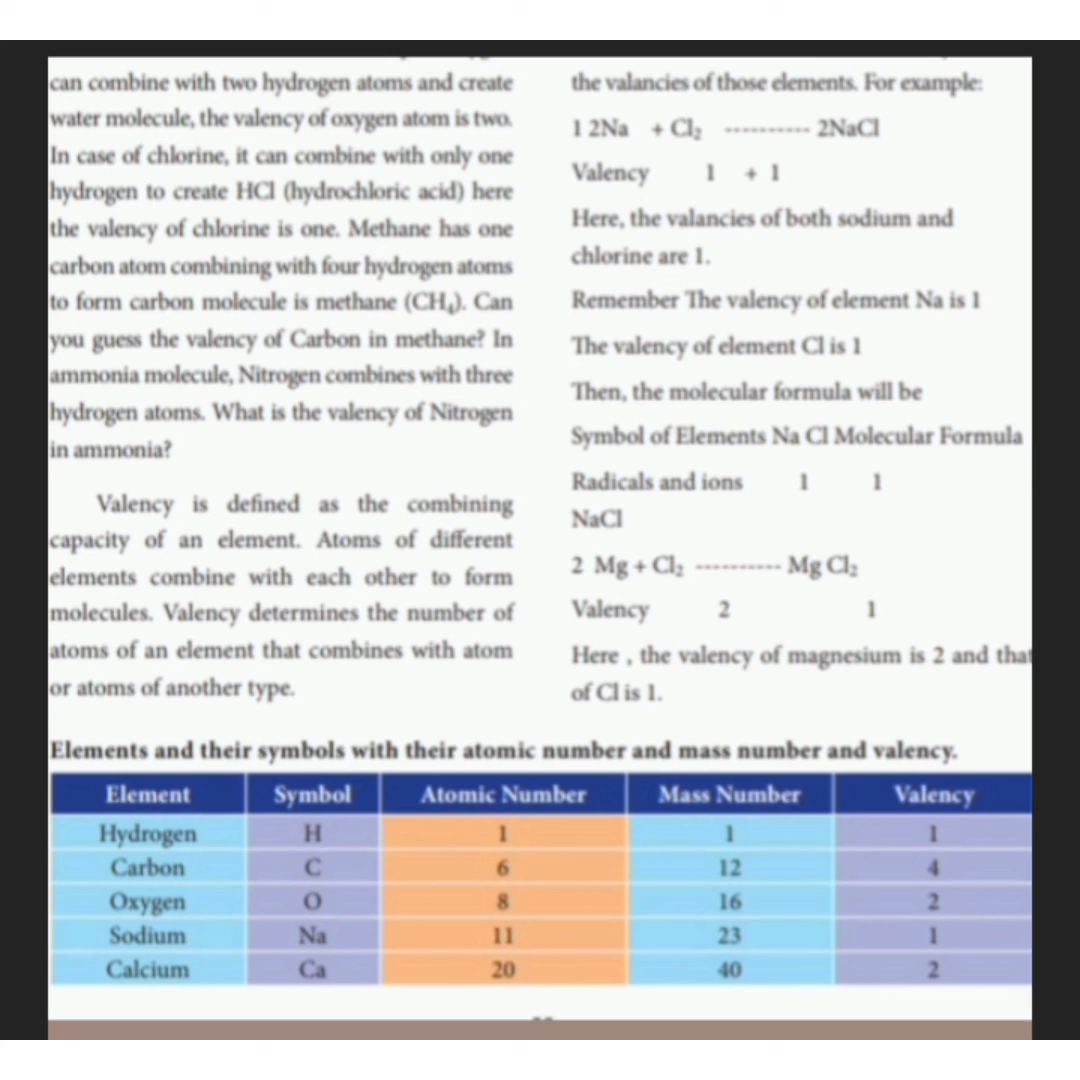 can combine with two hydrogen atoms and create
water molecule, the valency of oxygen atom is two.
In case of chlorine, it can combine with only one
hydrogen to create HCl (hydrochloric acid) here
the valency of chlorine is one. Methane has one
carbon atom combining with four hydrogen atoms
to form carbon molecule is methane (CH₄). Can
you guess the valency of Carbon in methane? In
ammonia molecule, Nitrogen combines with three
hydrogen atoms. What is the valency of Nitrogen
in ammonia?
Valency is defined as the combining
capacity of an element. Atoms of different
elements combine with each other to form
molecules. Valency determines the number of
atoms of an element that combines with atom
or atoms of another type.
the valancies of those elements. For example:
1 2Na + Cl₂ ---------- 2NaCl
Valency 1 + 1
Here, the valancies of both sodium and
chlorine are 1.
Remember The valency of element Na is 1
The valency of element Cl is 1
Then, the molecular formula will be
Symbol of Elements Na Cl Molecular Formula
Radicals and ions 1 1
NaCl
2 Mg + Cl₂ ---------- Mg Cl₂
Valency 2 1
Here , the valency of magnesium is 2 and that
of Cl is 1.
Elements and their symbols with their atomic number and mass number and valency.
Element Symbol Atomic Number Mass Number Valency
Hydrogen H 1 1 1
Carbon C 6 12 4
Oxygen O 8 16 2
Sodium Na 11 23 1
Calcium Ca 20 40 2